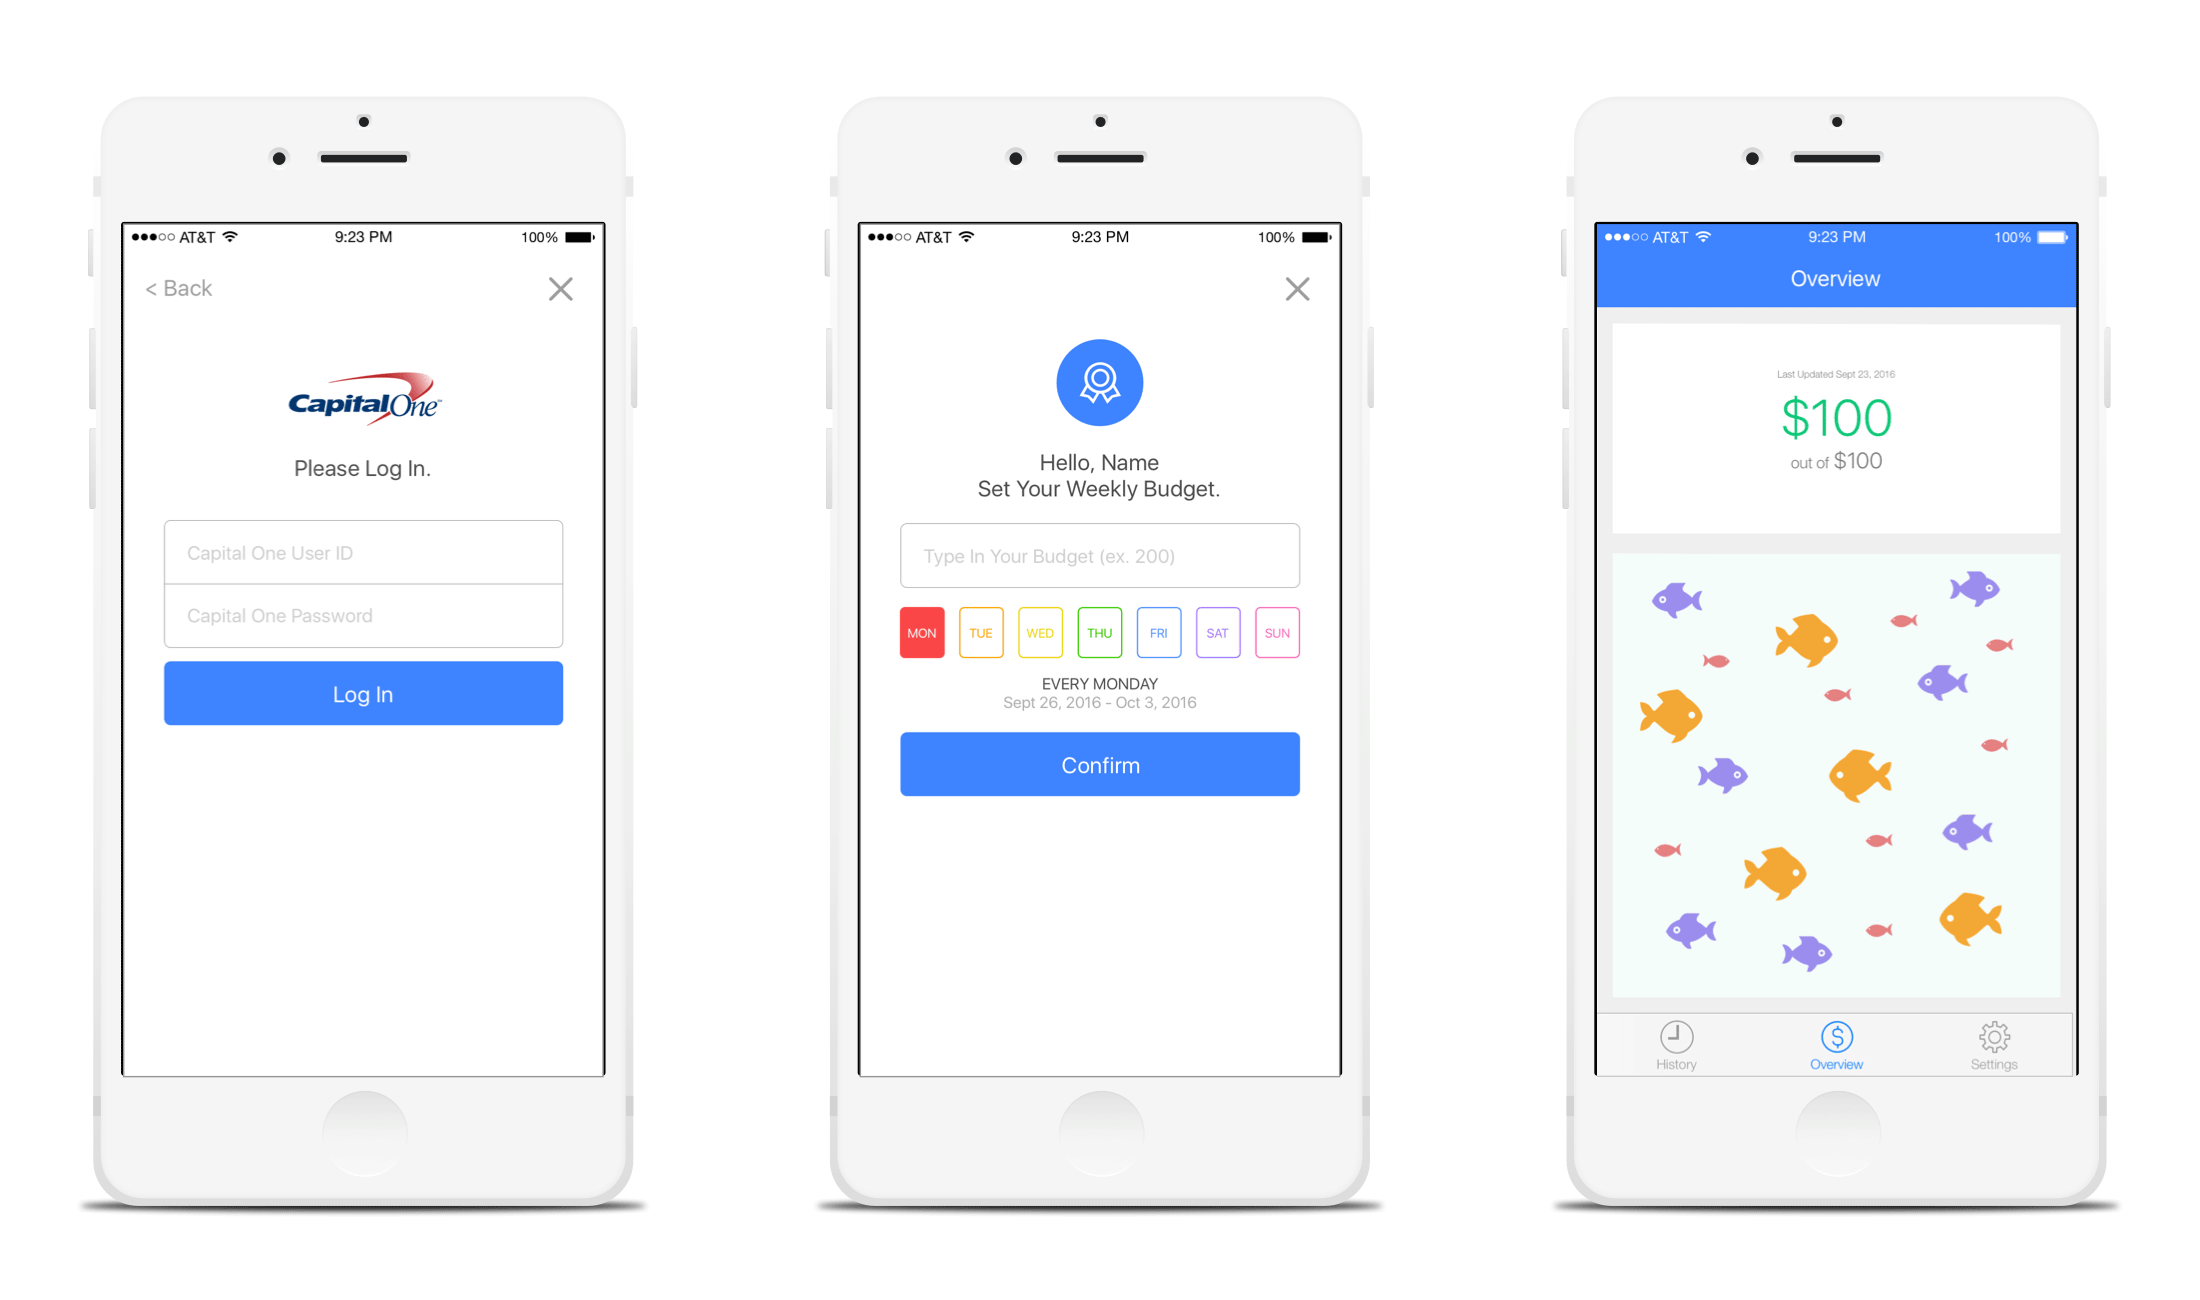 AT&T 9:23 PM 100%
< Back
CapitalOne™
Please Log In.
Capital One User ID
Capital One Password
Log In
AT&T 9:23 PM 100%
Hello, Name
Set Your Weekly Budget.
Type In Your Budget (ex. 200)
MON TUE WED THU FRI SAT SUN
EVERY MONDAY
Sept 26, 2016 - Oct 3, 2016
Confirm
AT&T 9:23 PM 100%
Overview
Last Updated Sept 23, 2016
$100
out of $100
History Overview Settings